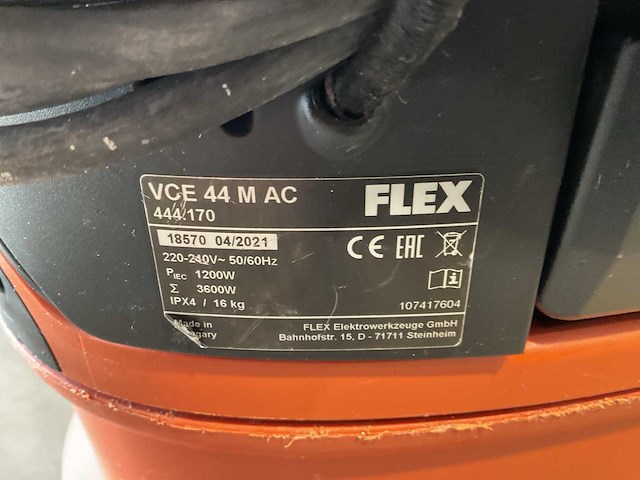 VCE 44 M AC
FLEX
444.170
18570 04/2021
CE EAC
220-240V~ 50/60Hz
PIEC 1200W
Σ 3600W
IPX4 / 16 kg
107417604
Made in
FLEX Elektrowerkzeuge GmbH
Bahnhofstr. 15, D - 71711 Steinheim